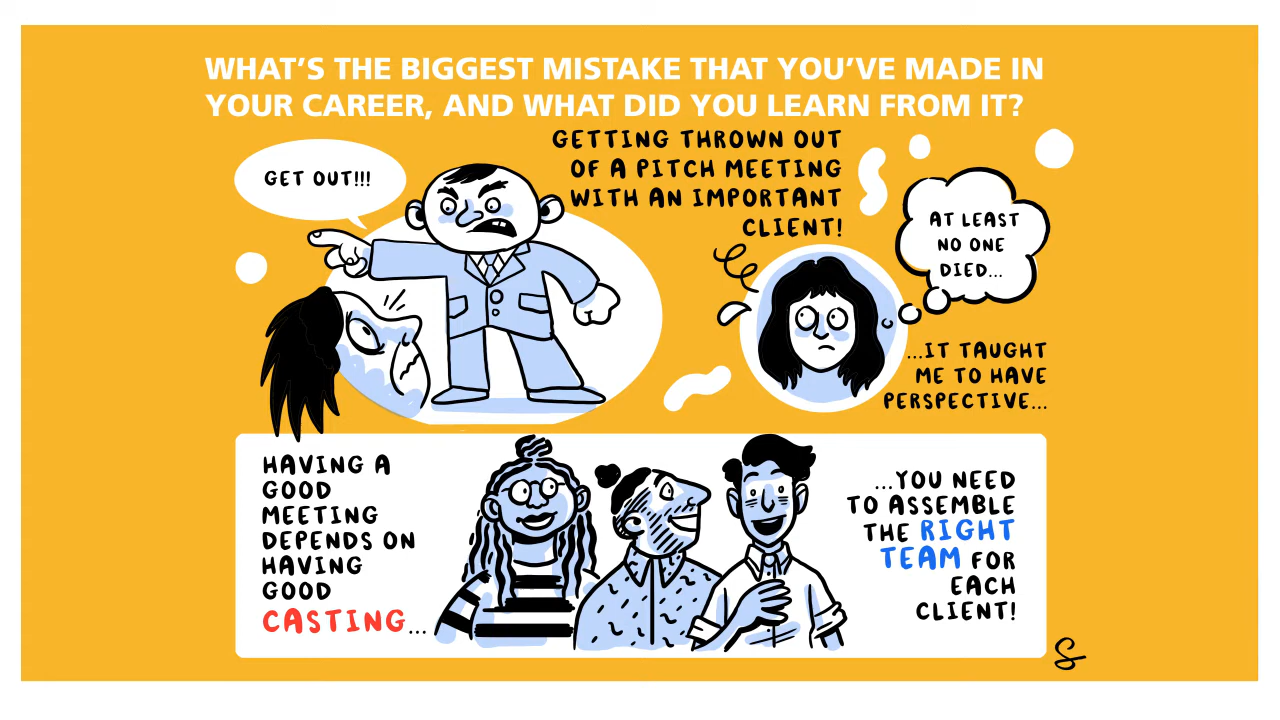 WHAT'S THE BIGGEST MISTAKE THAT YOU'VE MADE IN
YOUR CAREER, AND WHAT DID YOU LEARN FROM IT?
GET OUT!!!
GETTING THROWN OUT
OF A PITCH MEETING
WITH AN IMPORTANT
CLIENT!
AT LEAST
NO ONE
DIED...
...IT TAUGHT
ME TO HAVE
PERSPECTIVE...
HAVING A
GOOD
MEETING
DEPENDS ON
HAVING
GOOD
CASTING...
...YOU NEED
TO ASSEMBLE
THE RIGHT
TEAM FOR
EACH
CLIENT!